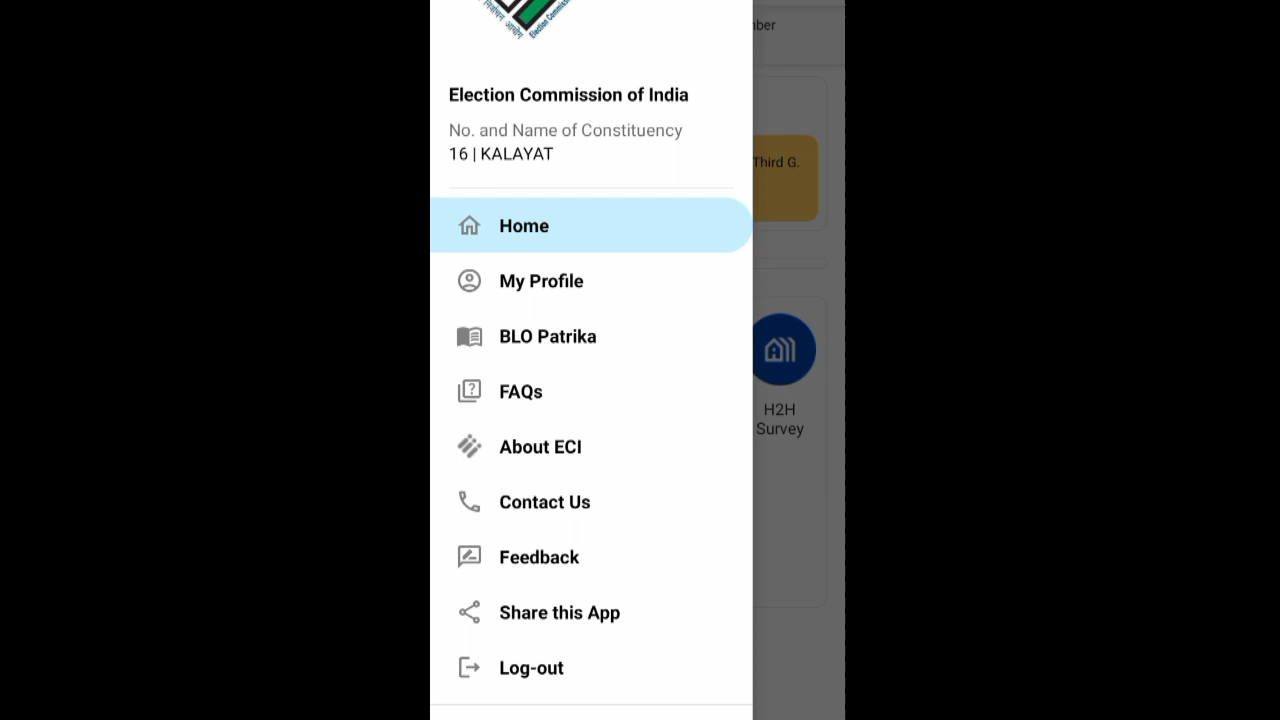 Election Commission of India
No. and Name of Constituency
16 | KALAYAT
Home
My Profile
BLO Patrika
FAQs
About ECI
Contact Us
Feedback
Share this App
Log-out
Third G.
H2H
Survey